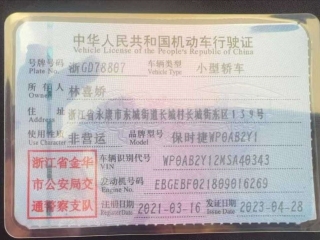 中华人民共和国机动车行驶证
Vehicle License of the People's Republic of China
号牌号码 浙GD78887 车辆类型 小型轿车
Plate No. Vehicle Type
所有人 林喜娇
Owner
住址 浙江省永康市东城街道长城村长城街东区139号
Address
使用性质 非营运 品牌型号 保时捷WP0AB2Y1
Use Character Model
浙江省金华
市公安局交
通警察支队
车辆识别代号 WP0AB2Y12MSA40343
VIN
发动机号码 EBGEBF021809016269
Engine No.
注册日期 2021-03-16 发证日期 2023-04-28
Register Date Issue Date